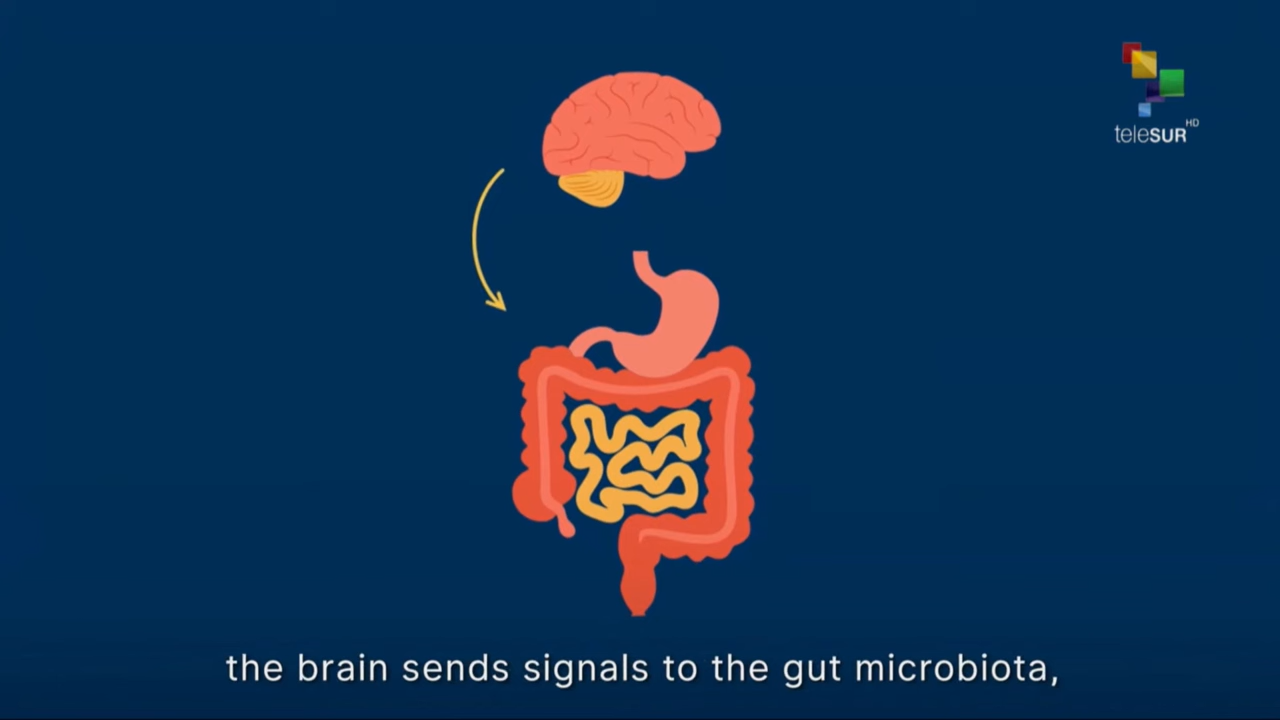 HD
teleSUR
the brain sends signals to the gut microbiota,